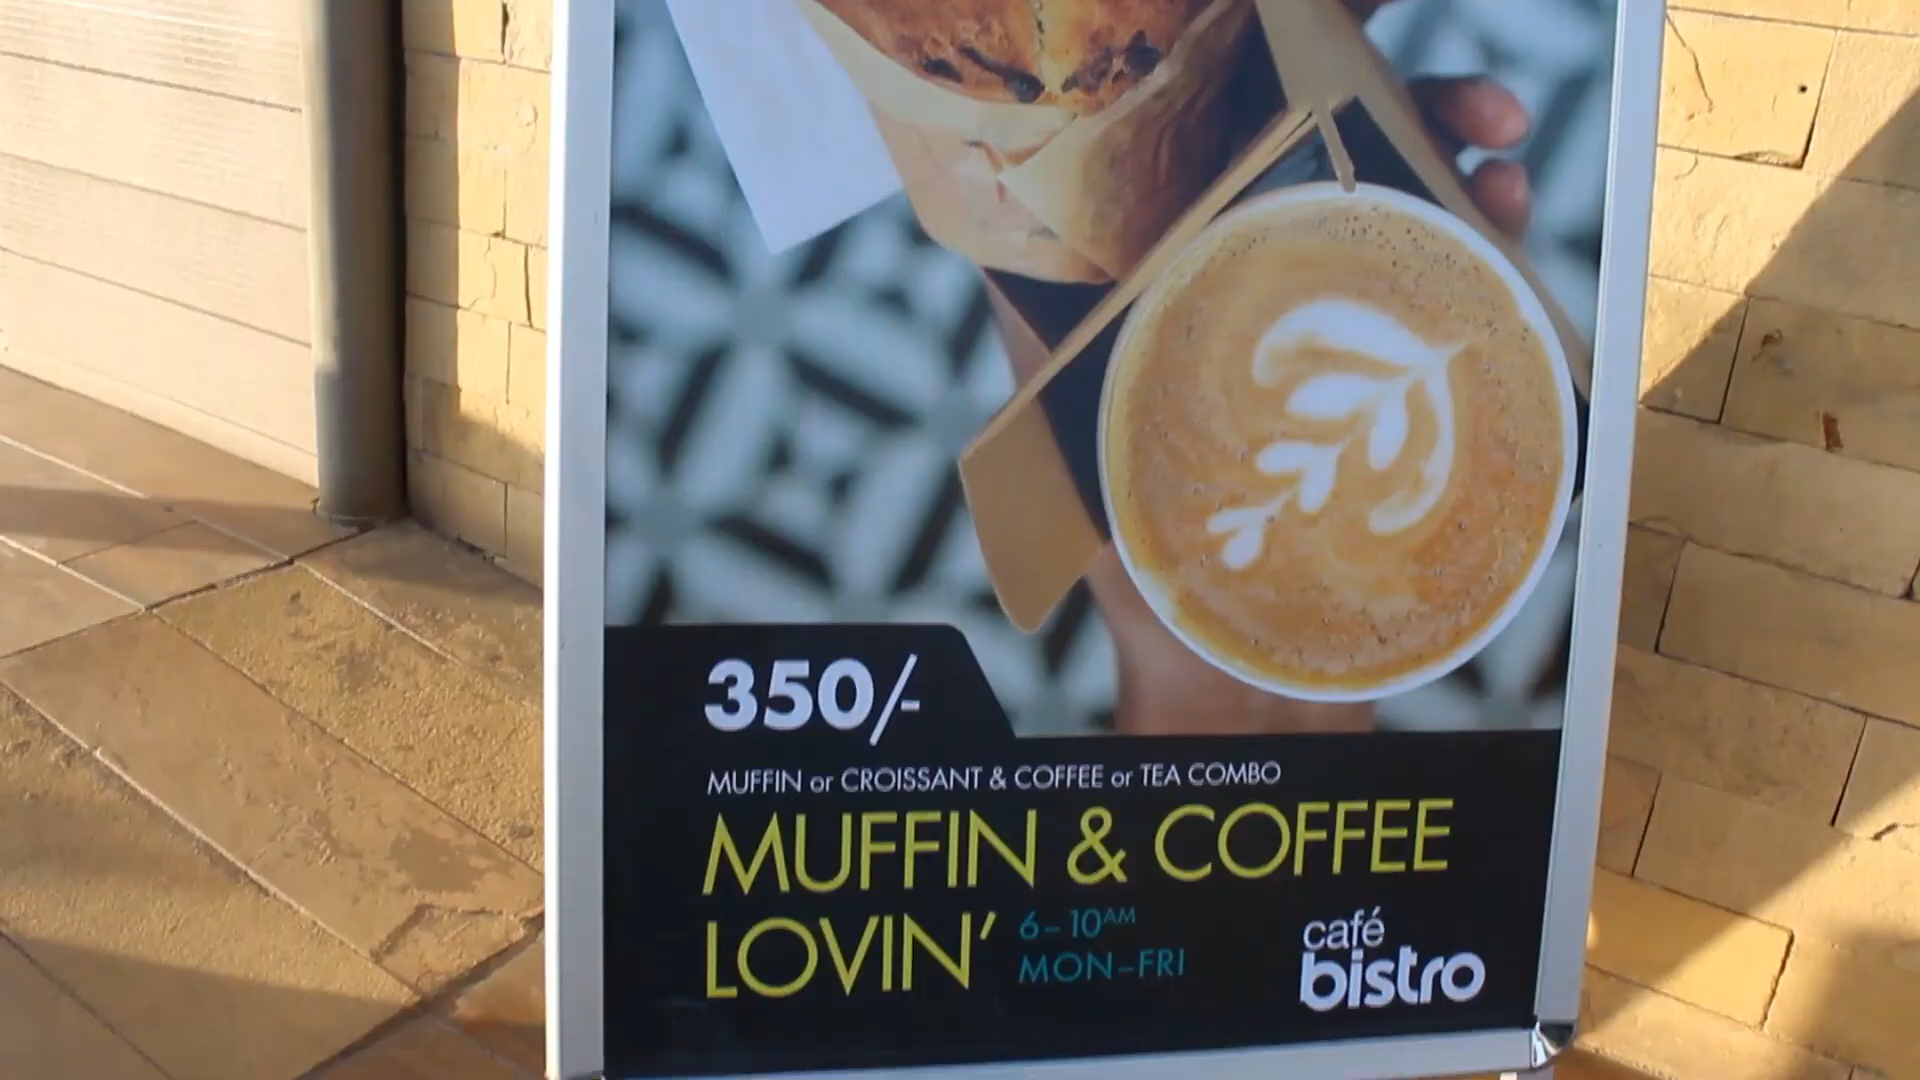 350/-
MUFFIN or CROISSANT & COFFEE or TEA COMBO
MUFFIN & COFFEE
LOVIN'
6–10AM
MON–FRI
café
bistro